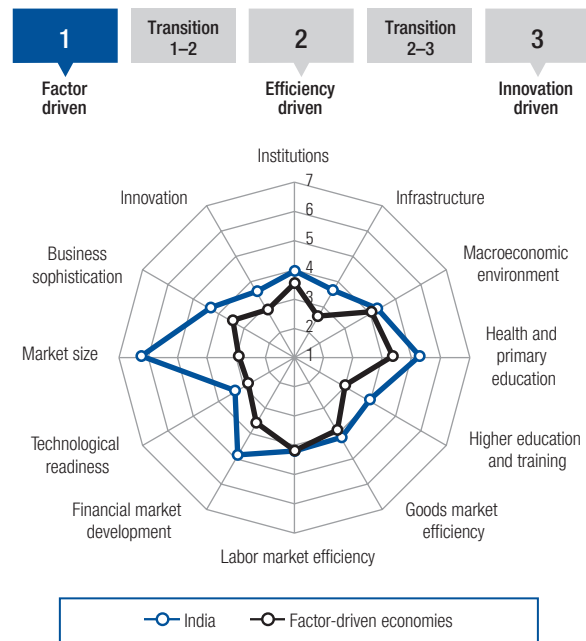 1
Transition
1–2
2
Transition
2–3
3
Factor
driven
Efficiency
driven
Innovation
driven
Institutions
Innovation
7
Infrastructure
6
5
Business
sophistication
4
Macroeconomic
environment
3
2
Market size
1
Health and
primary
education
Technological
readiness
Higher education
and training
Financial market
development
Goods market
efficiency
Labor market efficiency
India
Factor-driven economies